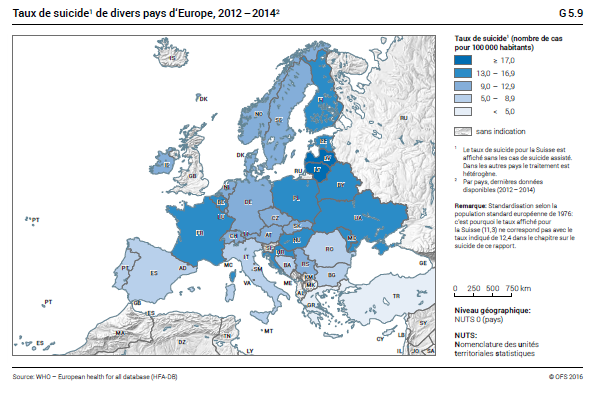 Taux de suicide¹ de divers pays d'Europe, 2012 – 2014²
G 5.9
Taux de suicide¹ (nombre de cas
pour 100 000 habitants)
≥ 17,0
13,0 – 16,9
9,0 – 12,9
5,0 – 8,9
< 5,0
sans indication
¹ Le taux de suicide pour la Suisse est
affiché sans les cas de suicide assisté.
Dans les autres pays le traitement est
hétérogène.
² Par pays, dernières données
disponibles (2012 – 2014)
Remarque: Standardisation selon la
population standard européenne de 1976:
c'est pourquoi le taux affiché pour
la Suisse (11,3) ne correspond pas avec le
taux indiqué de 12,4 dans le chapitre sur le
suicide de ce rapport.
0 250 500 750 km
Niveau géographique:
NUTS 0 (pays)
NUTS:
Nomenclature des unités
territoriales statistiques
IS
DK
NO
SE
FI
RU
EE
LV
LT
RU
IE
GB
DK
NL
BE
LU
DE
PL
BY
UA
CZ
SK
FR
CH
AT
HU
MD
RO
SI
HR
BA
RS
BG
IT
SM
MC
VA
AD
ES
PT
ME
MK
AL
GR
TR
GE
PT
PT
GB
ES
MA
DZ
TN
MT
LY
CY
SY
LB
IL
JO
SA
Source: WHO – European health for all database (HFA-DB)
© OFS 2016